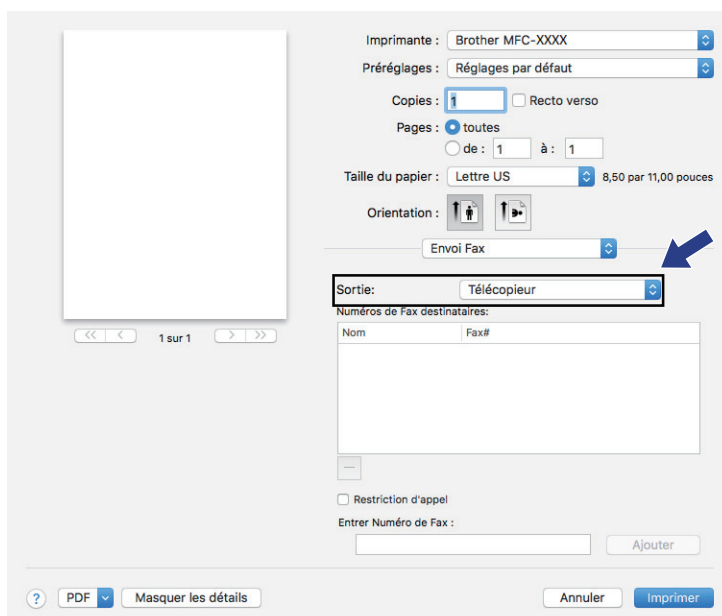 Imprimante : Brother MFC-XXXX
Préréglages : Réglages par défaut
Copies : 1 Recto verso
Pages : toutes
de : 1 à : 1
Taille du papier : Lettre US 8,50 par 11,00 pouces
Orientation :
Envoi Fax
Sortie: Télécopieur
Numéros de Fax destinataires:
Nom Fax#
<< < 1 sur 1 > >>
Restriction d'appel
Entrer Numéro de Fax :
Ajouter
? PDF Masquer les détails Annuler Imprimer